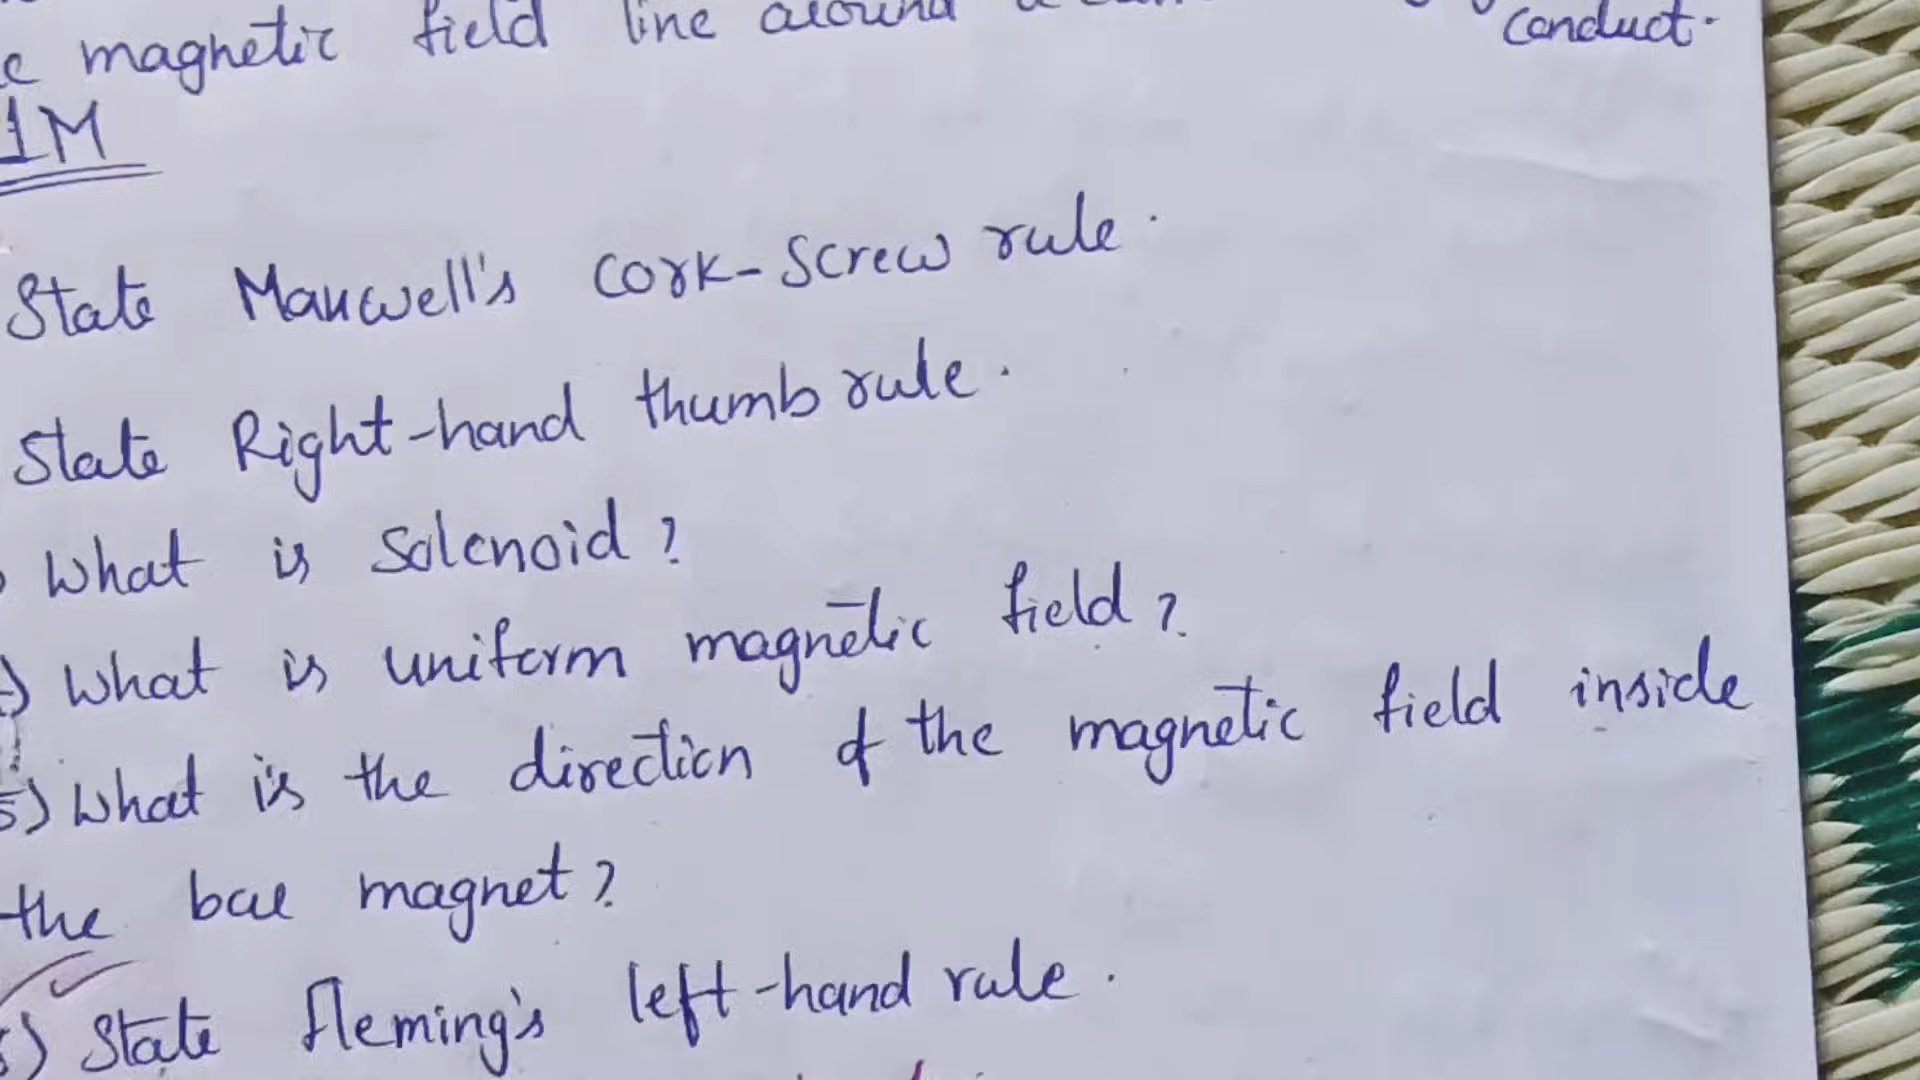 magnetic field line around
conduct.
1M
State Maxwell's cork-screw rule.
State Right-hand thumb rule.
What is Solenoid?
) What is uniform magnetic field?
5) What is the direction of the magnetic field inside
the bar magnet?
) State Fleming's left-hand rule.